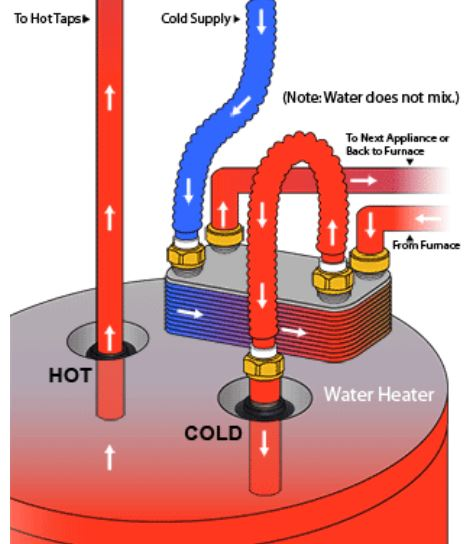 To Hot Taps
Cold Supply
(Note: Water does not mix.)
To Next Appliance or
Back to Furnace
From Furnace
HOT
Water Heater
COLD